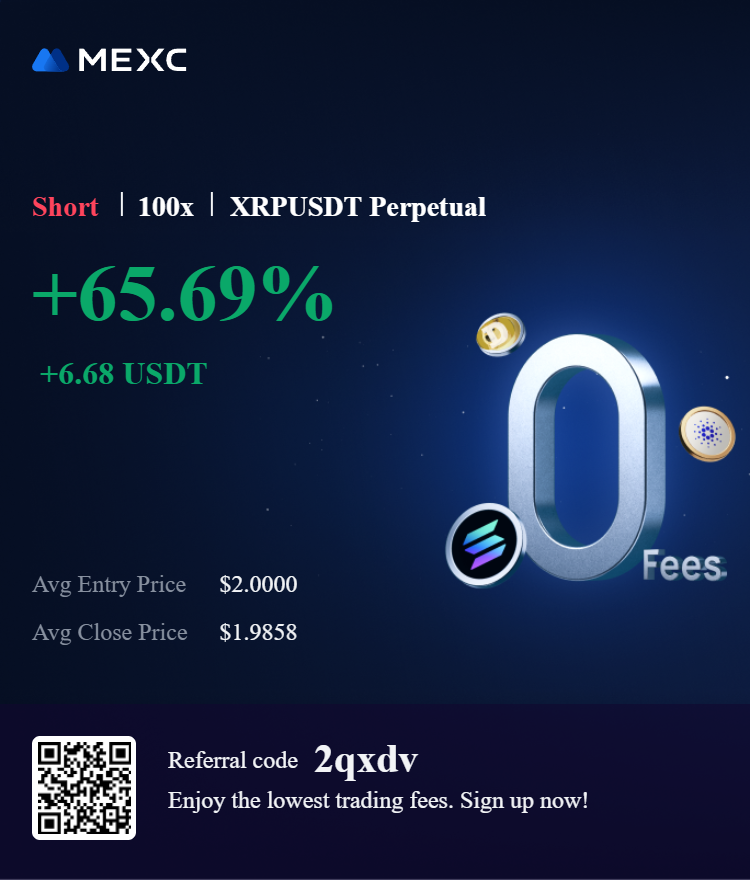 MEXC
Short | 100x | XRPUSDT Perpetual
+65.69%
+6.68 USDT
0
Fees
Avg Entry Price $2.0000
Avg Close Price $1.9858
Referral code 2qxdv
Enjoy the lowest trading fees. Sign up now!